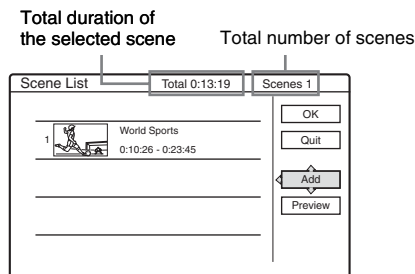 Total duration of
the selected scene
Total number of scenes
Scene List
Total 0:13:19
Scenes 1
OK
1
World Sports
Quit
0:10:26 - 0:23:45
Add
Preview